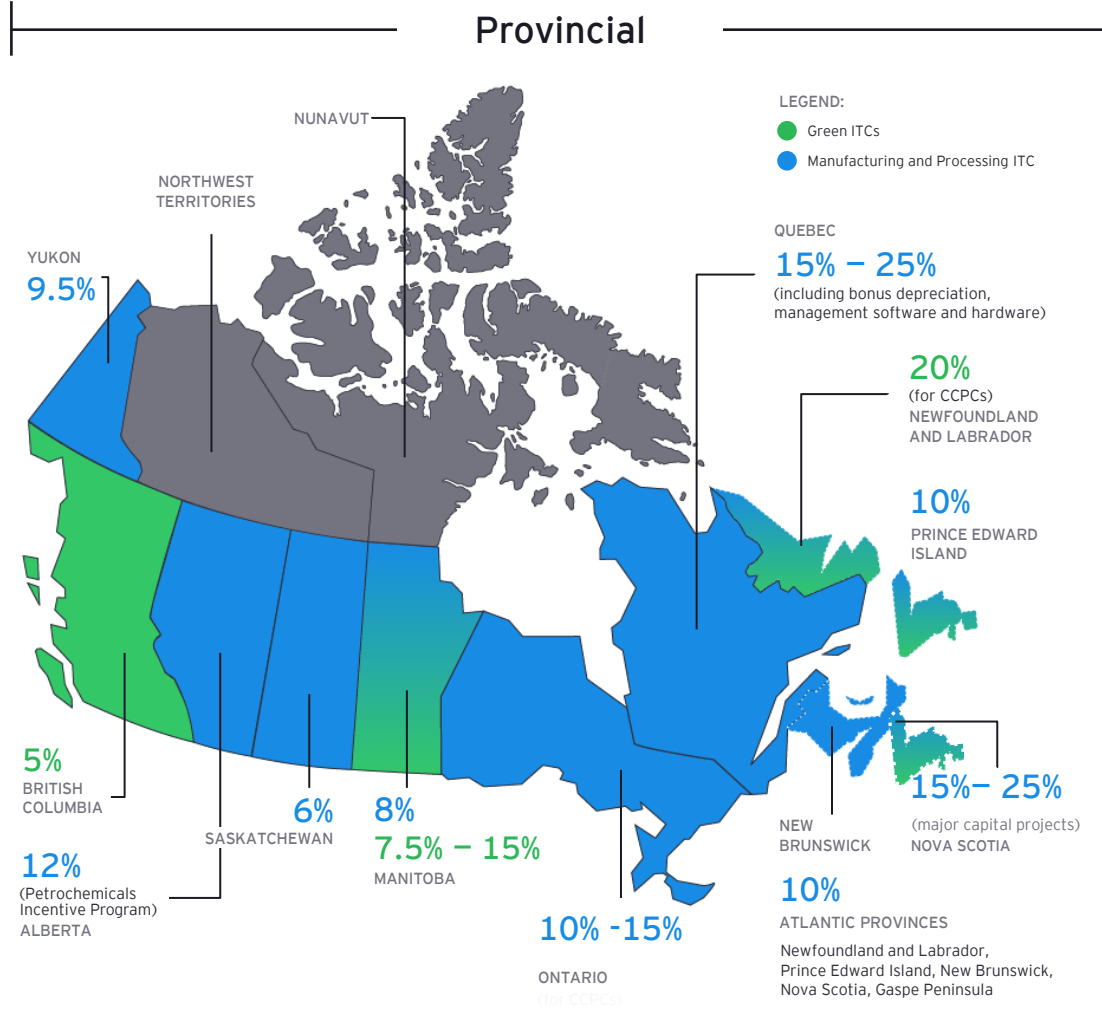 Provincial
LEGEND:
Green ITCs
Manufacturing and Processing ITC
NUNAVUT
NORTHWEST
TERRITORIES
YUKON
9.5%
QUEBEC
15% – 25%
(including bonus depreciation,
management software and hardware)
20%
(for CCPCs)
NEWFOUNDLAND
AND LABRADOR
10%
PRINCE EDWARD
ISLAND
5%
BRITISH
COLUMBIA
12%
(Petrochemicals
Incentive Program)
ALBERTA
6%
SASKATCHEWAN
8%
7.5% – 15%
MANITOBA
10% -15%
ONTARIO
(for CCPCs)
15%– 25%
(major capital projects)
NOVA SCOTIA
NEW
BRUNSWICK
10%
ATLANTIC PROVINCES
Newfoundland and Labrador,
Prince Edward Island, New Brunswick,
Nova Scotia, Gaspe Peninsula